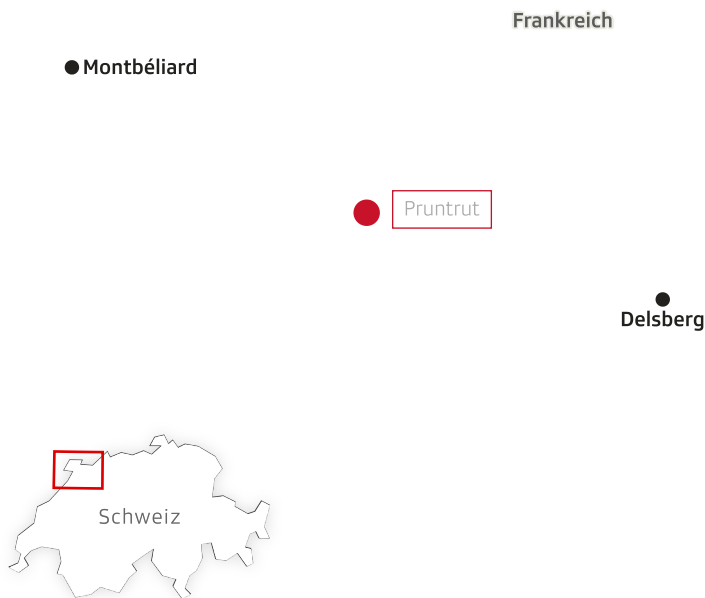 Frankreich
Montbéliard
Pruntrut
Delsberg
Schweiz